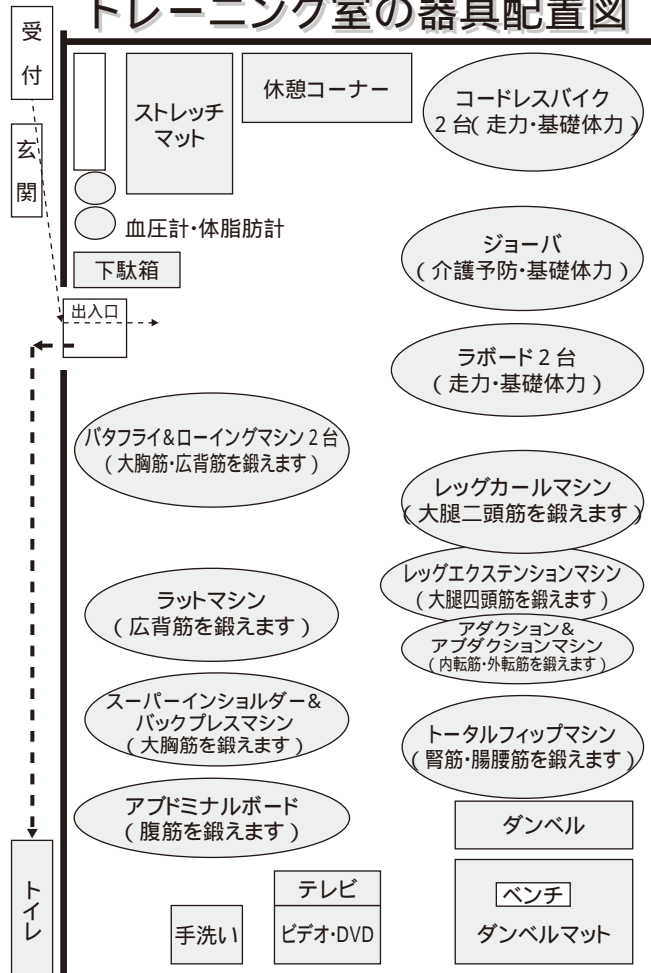 トレーニング室の器具配置図
受付
玄関
ストレッチ
マット
休憩コーナー
コードレスバイク
2台(走力・基礎体力)
血圧計・体脂肪計
下駄箱
ジョーバ
(介護予防・基礎体力)
出入口
ラボード2台
(走力・基礎体力)
バタフライ&ローイングマシン2台
(大胸筋・広背筋を鍛えます)
レッグカールマシン
(大腿二頭筋を鍛えます)
レッグエクステンションマシン
(大腿四頭筋を鍛えます)
ラットマシン
(広背筋を鍛えます)
アダクション&
アブダクションマシン
(内転筋・外転筋を鍛えます)
スーパーインショルダー&
バックプレスマシン
(大胸筋を鍛えます)
トータルフィップマシン
(腎筋・腸腰筋を鍛えます)
アブドミナルボード
(腹筋を鍛えます)
ダンベル
トイレ
手洗い
テレビ
ビデオ・DVD
ベンチ
ダンベルマット